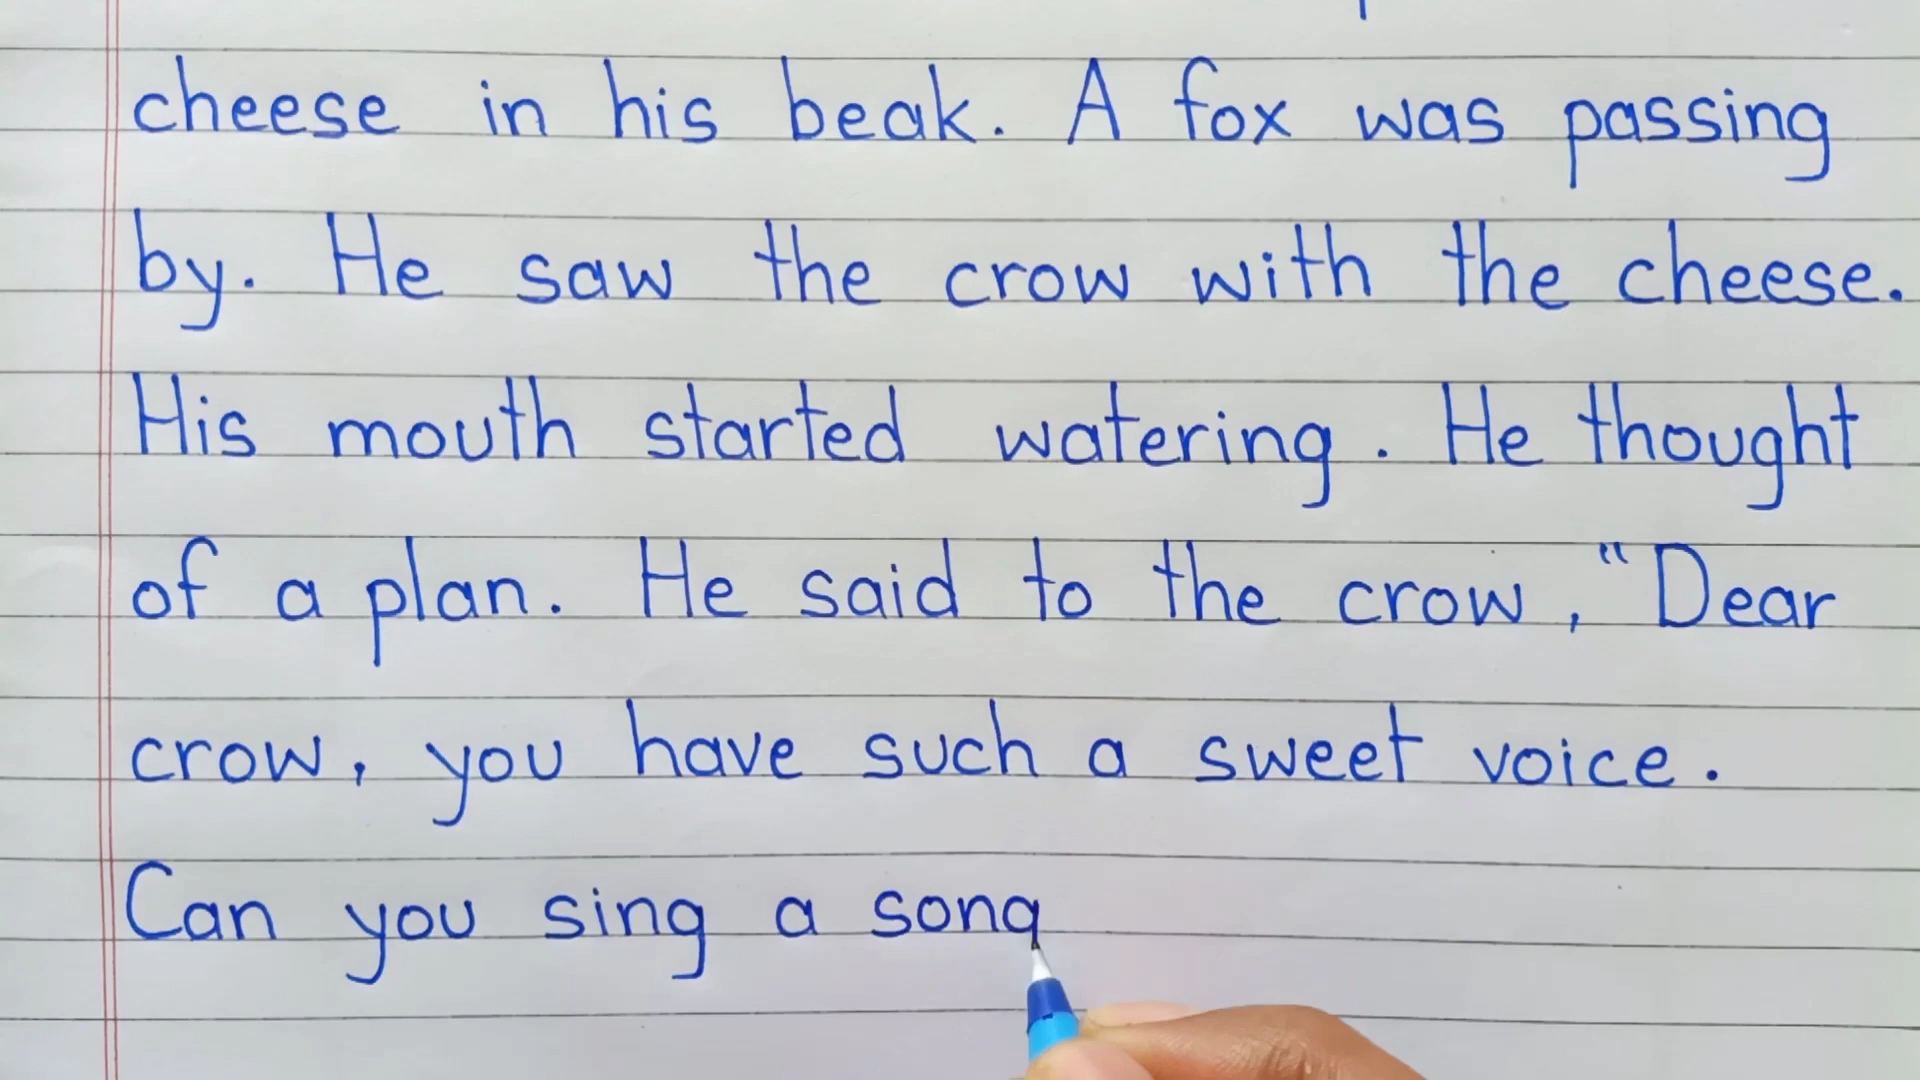 cheese in his beak. A fox was passing
by. He saw the crow with the cheese.
His mouth started watering. He thought
of a plan. He said to the crow, "Dear
crow, you have such a sweet voice.
Can you sing a song